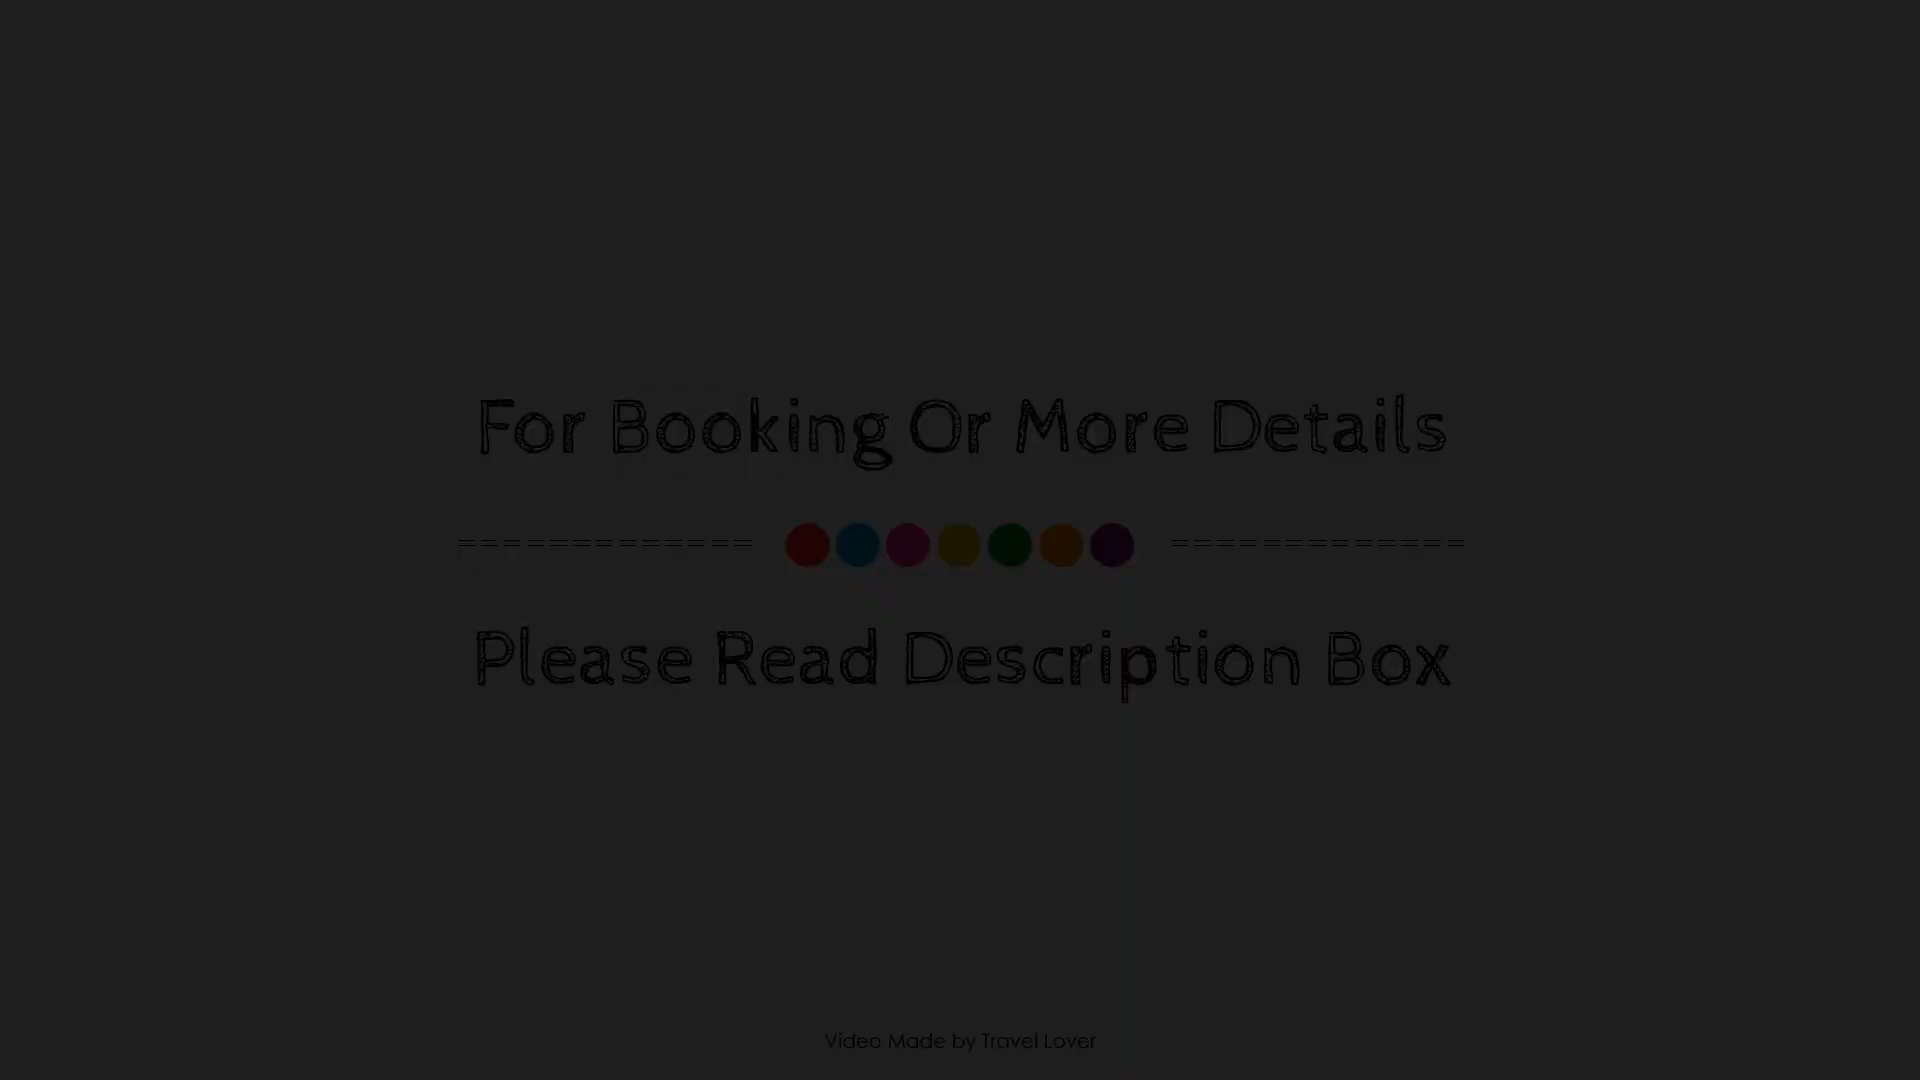 For Booking Or More Details
============= =============
Please Read Description Box
Video Made by Travel Lover